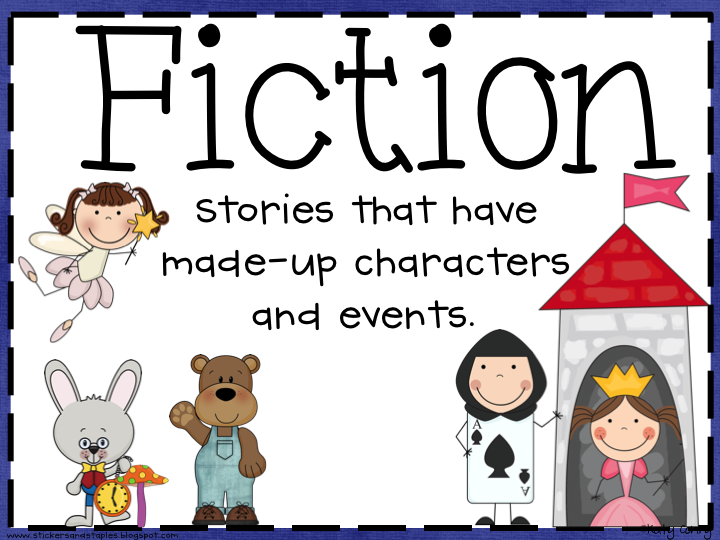 Fiction
Stories that have
made-up characters
and events.
A
www.stickersandstaples.blogspot.com